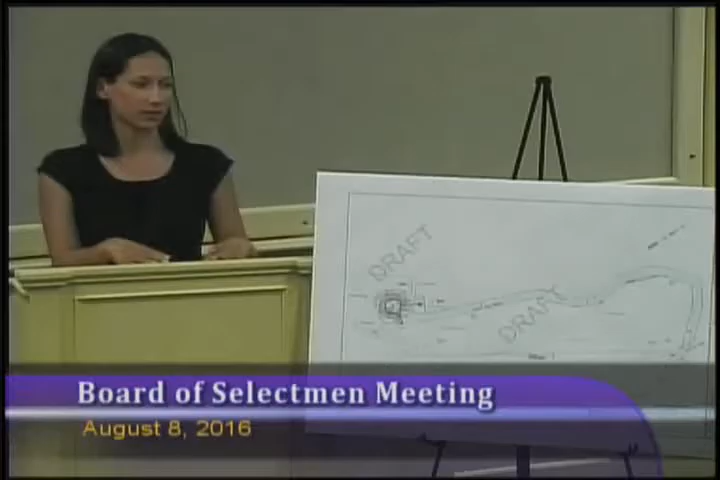 DRAFT
DRAFT
Board of Selectmen Meeting
August 8, 2016